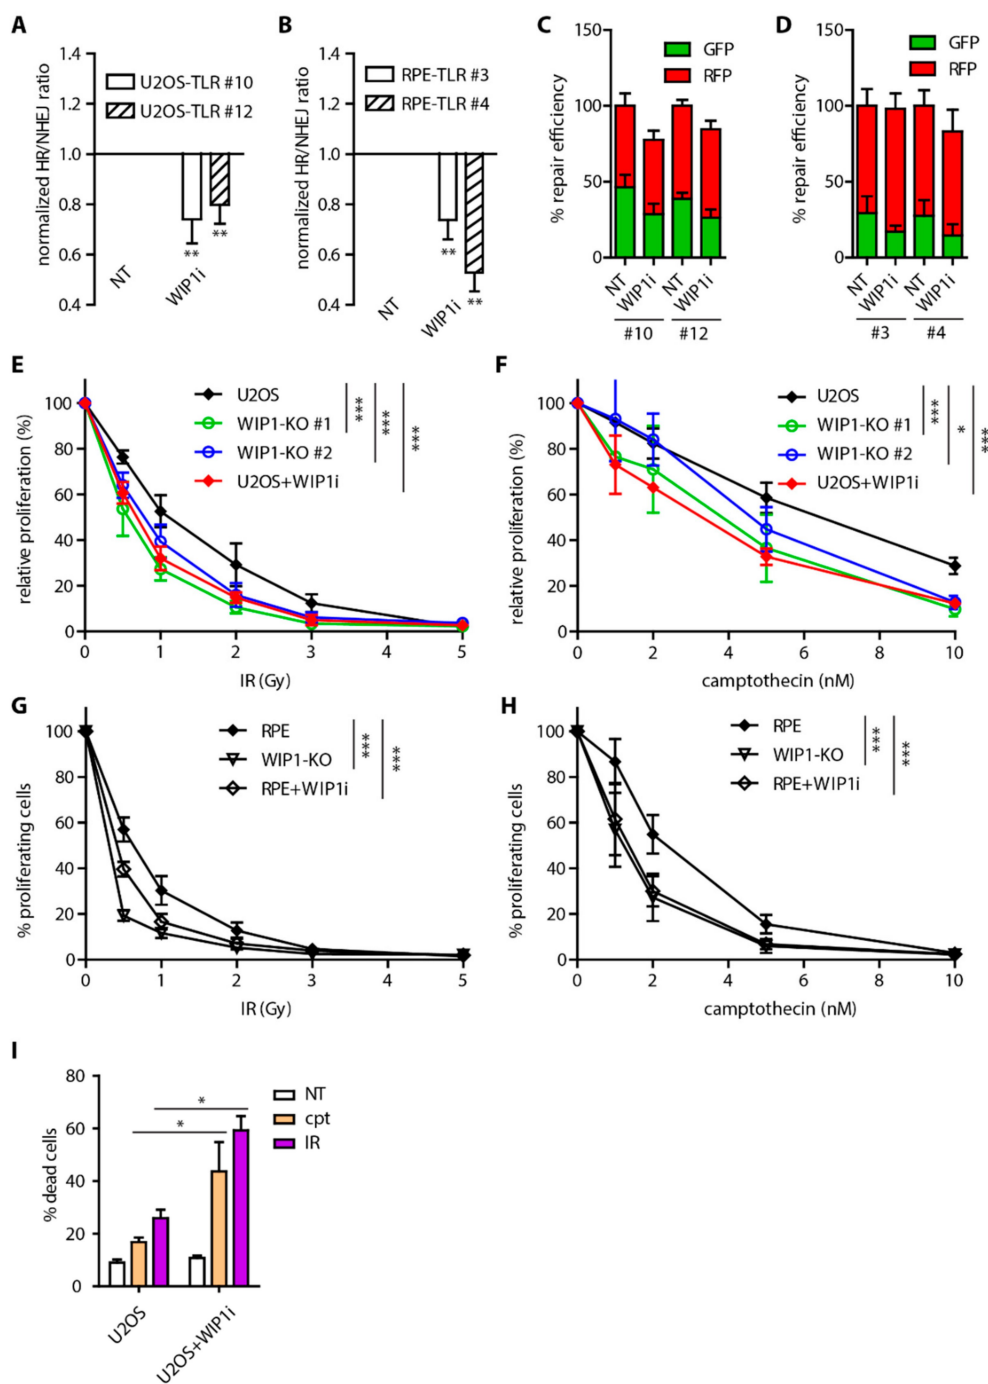 A
normalized HR/NHEJ ratio
1.4
1.2
1.0
0.8
0.6
0.4
U2OS-TLR #10
U2OS-TLR #12
**
**
NT
WIP1i
B
normalized HR/NHEJ ratio
1.4
1.2
1.0
0.8
0.6
0.4
RPE-TLR #3
RPE-TLR #4
**
**
NT
WIP1i
C
% repair efficiency
150
100
50
0
GFP
RFP
NT
WIP1i
NT
WIP1i
#10
#12
D
% repair efficiency
150
100
50
0
GFP
RFP
NT
WIP1i
NT
WIP1i
#3
#4
E
relative proliferation (%)
100
80
60
40
20
0
U2OS
WIP1-KO #1
WIP1-KO #2
U2OS+WIP1i
***
***
***
0 1 2 3 4 5
IR (Gy)
F
relative proliferation (%)
100
80
60
40
20
0
U2OS
WIP1-KO #1
WIP1-KO #2
U2OS+WIP1i
***
*
***
0 2 4 6 8 10
camptothecin (nM)
G
% proliferating cells
100
80
60
40
20
0
RPE
WIP1-KO
RPE+WIP1i
***
***
0 1 2 3 4 5
IR (Gy)
H
% proliferating cells
100
80
60
40
20
0
RPE
WIP1-KO
RPE+WIP1i
***
***
0 2 4 6 8 10
camptothecin (nM)
I
% dead cells
80
60
40
20
0
NT
cpt
IR
*
*
U2OS
U2OS+WIP1i